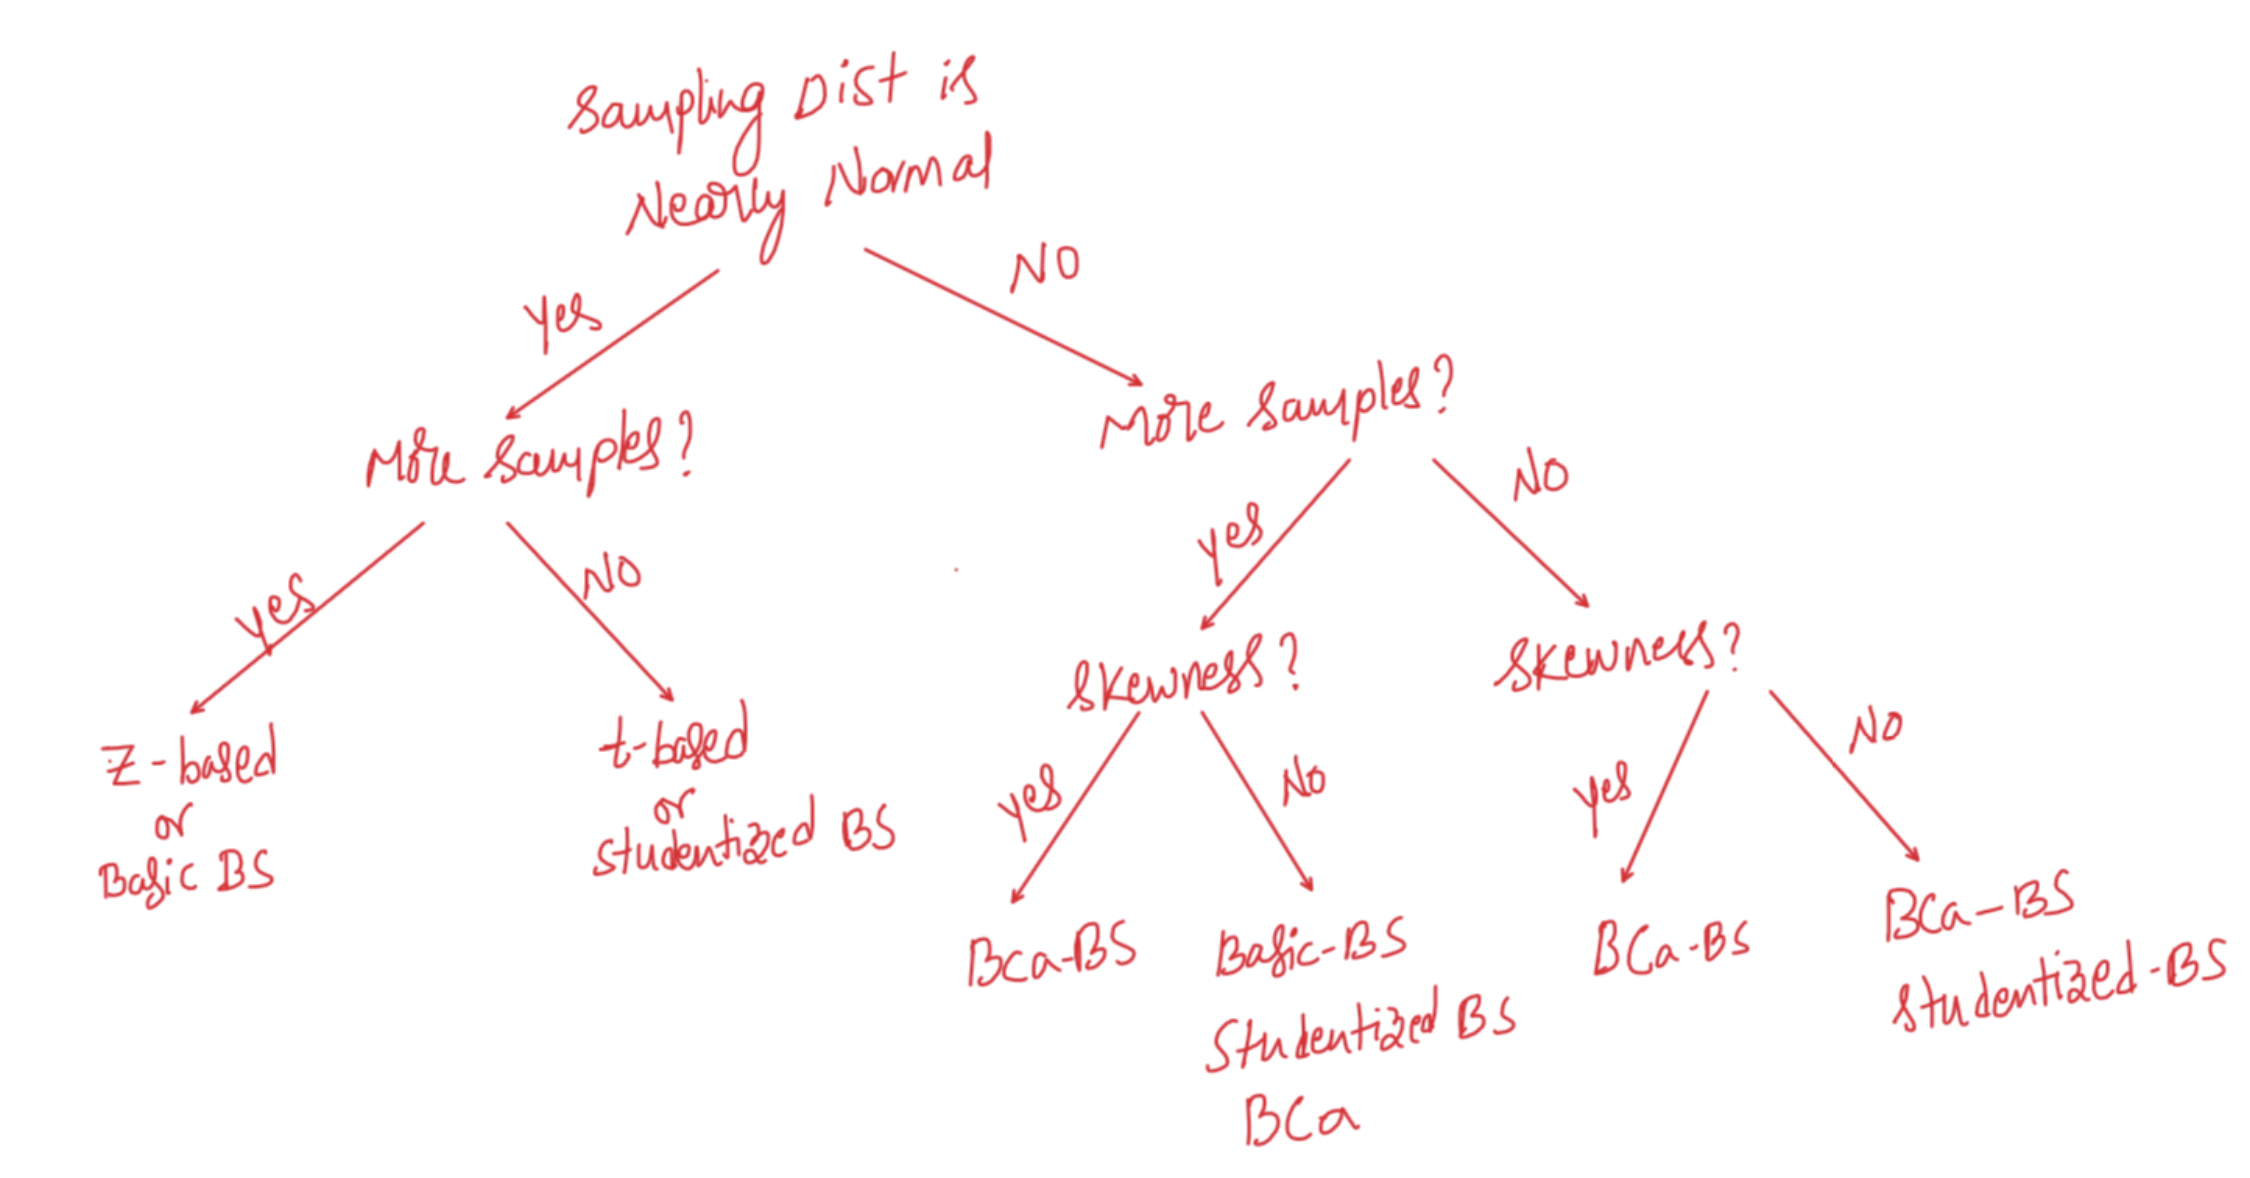 Sampling Dist is
Nearly Normal
Yes
NO
More Samples?
More Samples?
yes
NO
yes
NO
Z-based
or
Basic BS
t-based
or
studentized BS
Skewness?
Skewness?
yes
No
yes
NO
Bca-BS
Basic-BS
Studentized BS
BCa
BCa-BS
BCa-BS
Studentized-BS